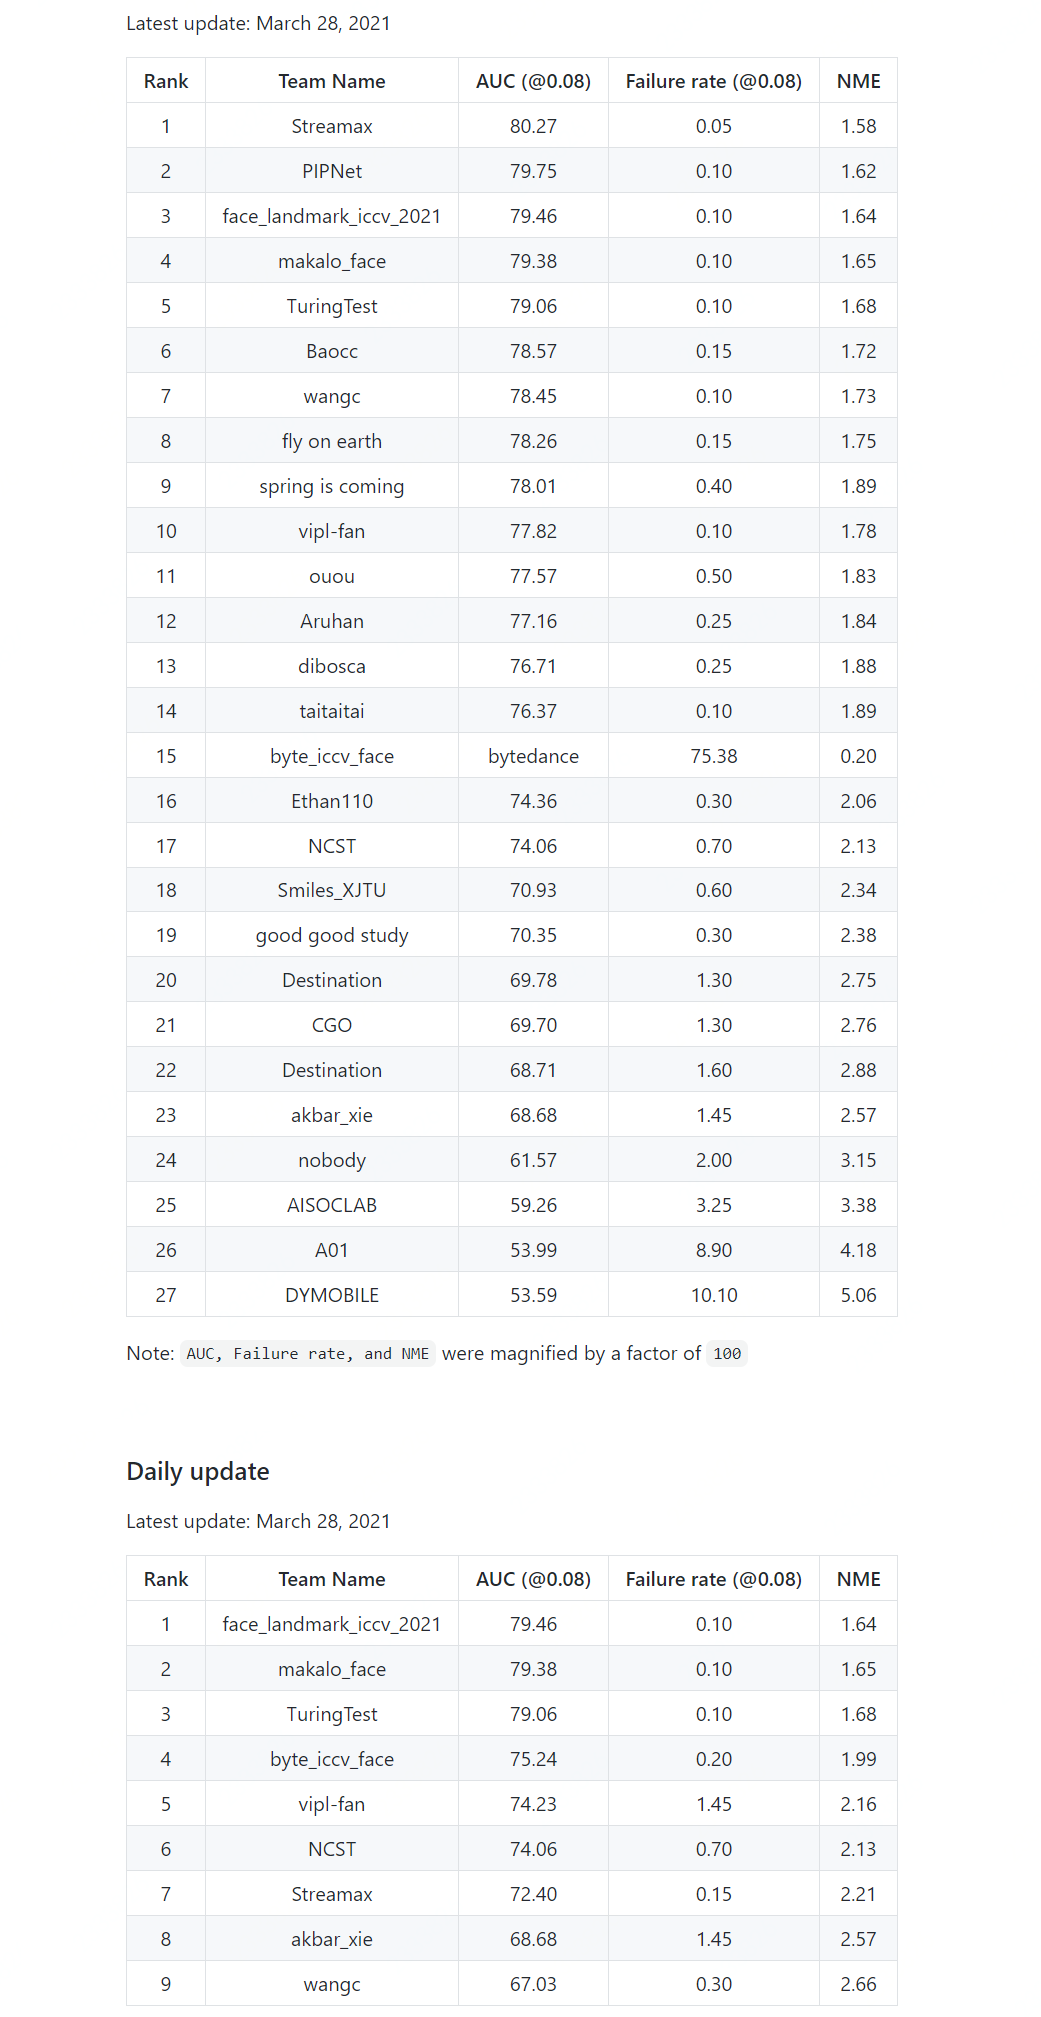 Latest update: March 28, 2021
Rank Team Name AUC (@0.08) Failure rate (@0.08) NME
1 Streamax 80.27 0.05 1.58
2 PIPNet 79.75 0.10 1.62
3 face_landmark_iccv_2021 79.46 0.10 1.64
4 makalo_face 79.38 0.10 1.65
5 TuringTest 79.06 0.10 1.68
6 Baocc 78.57 0.15 1.72
7 wangc 78.45 0.10 1.73
8 fly on earth 78.26 0.15 1.75
9 spring is coming 78.01 0.40 1.89
10 vipl-fan 77.82 0.10 1.78
11 ouou 77.57 0.50 1.83
12 Aruhan 77.16 0.25 1.84
13 dibosca 76.71 0.25 1.88
14 taitaitai 76.37 0.10 1.89
15 byte_iccv_face bytedance 75.38 0.20
16 Ethan110 74.36 0.30 2.06
17 NCST 74.06 0.70 2.13
18 Smiles_XJTU 70.93 0.60 2.34
19 good good study 70.35 0.30 2.38
20 Destination 69.78 1.30 2.75
21 CGO 69.70 1.30 2.76
22 Destination 68.71 1.60 2.88
23 akbar_xie 68.68 1.45 2.57
24 nobody 61.57 2.00 3.15
25 AISOCLAB 59.26 3.25 3.38
26 A01 53.99 8.90 4.18
27 DYMOBILE 53.59 10.10 5.06
Note: AUC, Failure rate, and NME were magnified by a factor of 100
Daily update
Latest update: March 28, 2021
Rank Team Name AUC (@0.08) Failure rate (@0.08) NME
1 face_landmark_iccv_2021 79.46 0.10 1.64
2 makalo_face 79.38 0.10 1.65
3 TuringTest 79.06 0.10 1.68
4 byte_iccv_face 75.24 0.20 1.99
5 vipl-fan 74.23 1.45 2.16
6 NCST 74.06 0.70 2.13
7 Streamax 72.40 0.15 2.21
8 akbar_xie 68.68 1.45 2.57
9 wangc 67.03 0.30 2.66